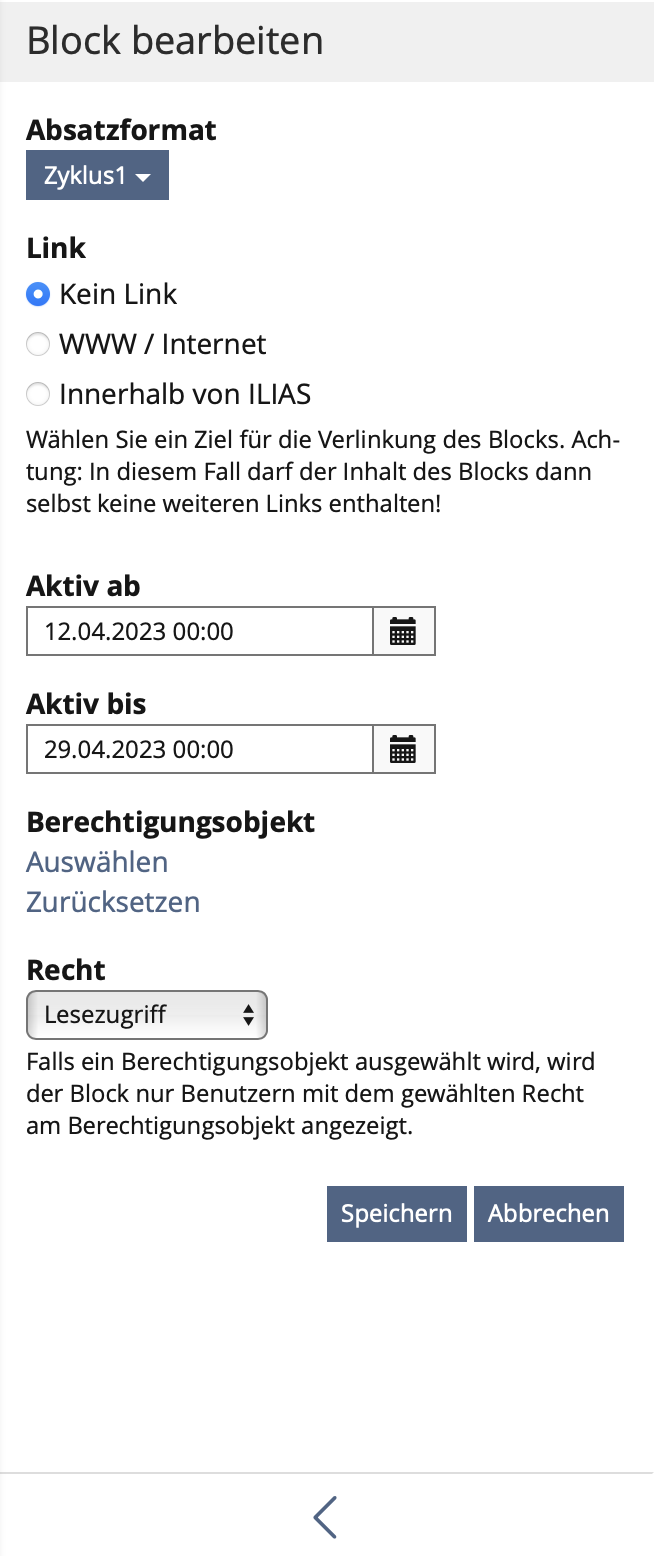 Block bearbeiten
Absatzformat
Zyklus1
Link
Kein Link
WWW / Internet
Innerhalb von ILIAS
Wählen Sie ein Ziel für die Verlinkung des Blocks. Ach-
tung: In diesem Fall darf der Inhalt des Blocks dann
selbst keine weiteren Links enthalten!
Aktiv ab
12.04.2023 00:00
Aktiv bis
29.04.2023 00:00
Berechtigungsobjekt
Auswählen
Zurücksetzen
Recht
Lesezugriff
Falls ein Berechtigungsobjekt ausgewählt wird, wird
der Block nur Benutzern mit dem gewählten Recht
am Berechtigungsobjekt angezeigt.
Speichern Abbrechen